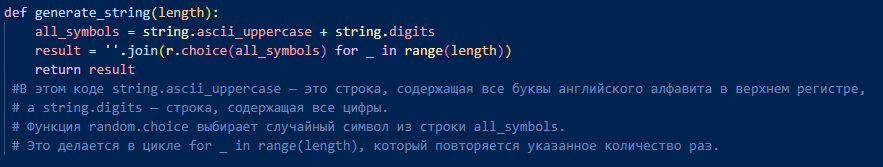 def generate_string(length):
    all_symbols = string.ascii_uppercase + string.digits
    result = ''.join(r.choice(all_symbols) for _ in range(length))
    return result
 #В этом коде string.ascii_uppercase — это строка, содержащая все буквы английского алфавита в верхнем регистре,
 # а string.digits — строка, содержащая все цифры.
 # Функция random.choice выбирает случайный символ из строки all_symbols.
 # Это делается в цикле for _ in range(length), который повторяется указанное количество раз.